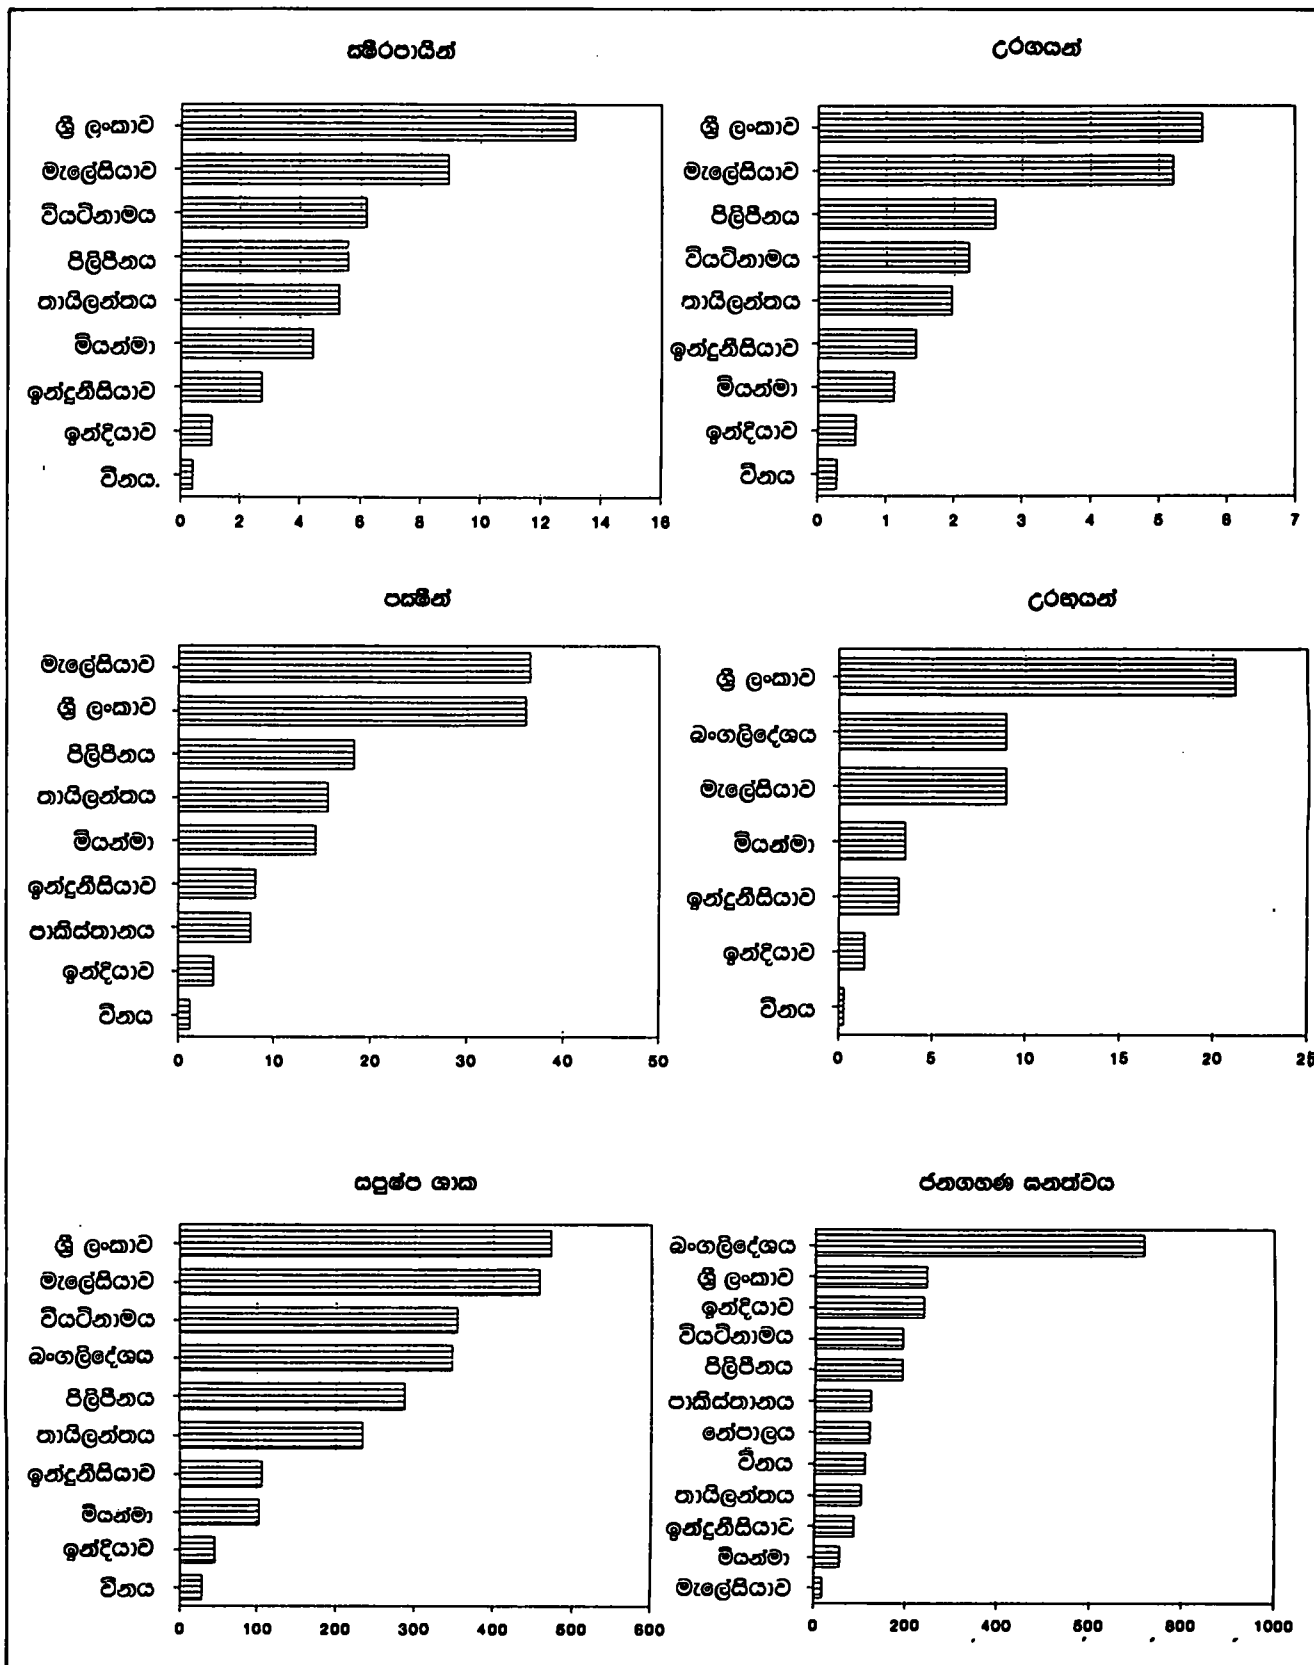 ක්ෂීරපායින්
ශ්‍රී ලංකාව
මැලේසියාව
වියට්නාමය
පිලිපීනය
තායිලන්තය
මියන්මා
ඉන්දුනීසියාව
ඉන්දියාව
චීනය.
0 2 4 6 8 10 12 14 16
උරගයන්
ශ්‍රී ලංකාව
මැලේසියාව
පිලිපීනය
වියට්නාමය
තායිලන්තය
ඉන්දුනීසියාව
මියන්මා
ඉන්දියාව
චීනය
0 1 2 3 4 5 6 7
පක්ෂීන්
මැලේසියාව
ශ්‍රී ලංකාව
පිලිපීනය
තායිලන්තය
මියන්මා
ඉන්දුනීසියාව
පාකිස්තානය
ඉන්දියාව
චීනය
0 10 20 30 40 50
උරභයන්
ශ්‍රී ලංකාව
බංගලිදේශය
මැලේසියාව
මියන්මා
ඉන්දුනීසියාව
ඉන්දියාව
චීනය
0 5 10 15 20 25
සපුෂ්ප ශාක
ශ්‍රී ලංකාව
මැලේසියාව
වියට්නාමය
බංගලිදේශය
පිලිපීනය
තායිලන්තය
ඉන්දුනීසියාව
මියන්මා
ඉන්දියාව
චීනය
0 100 200 300 400 500 600
ජනගහණ ඝනත්වය
බංගලිදේශය
ශ්‍රී ලංකාව
ඉන්දියාව
වියට්නාමය
පිලිපීනය
පාකිස්තානය
නේපාලය
චීනය
තායිලන්තය
ඉන්දුනීසියාව
මියන්මා
මැලේසියාව
0 200 400 600 800 1000